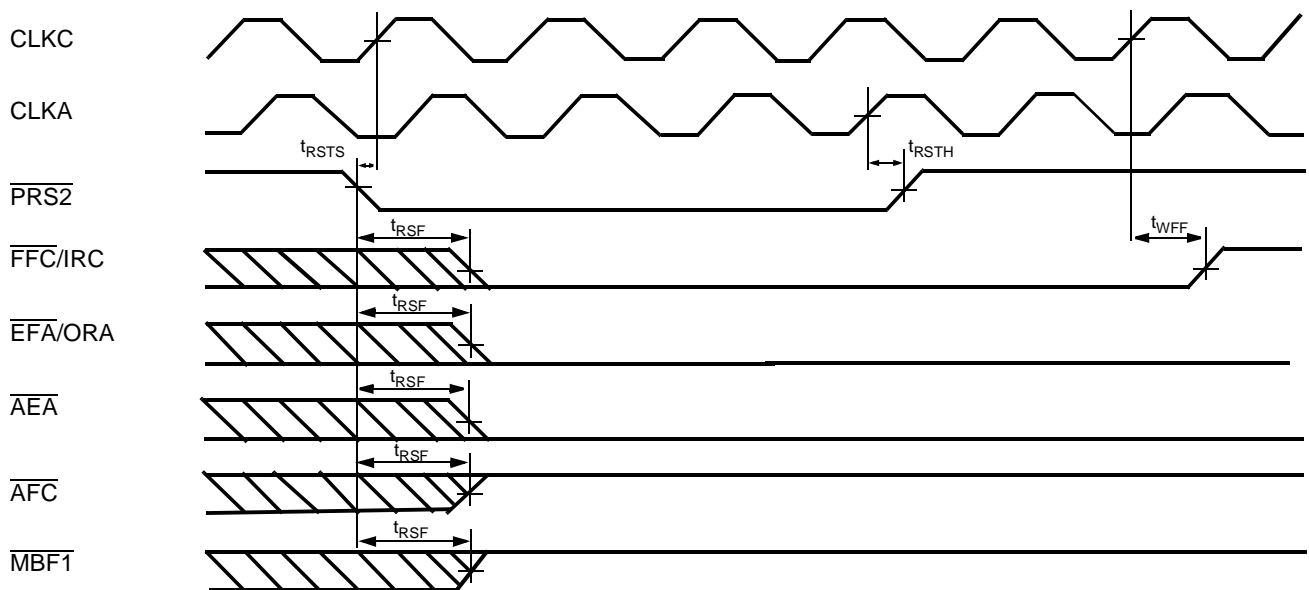 CLKC
CLKA
tRSTS
tRSTH
PRS2
tRSF
tWFF
FFC/IRC
tRSF
EFA/ORA
tRSF
AEA
tRSF
AFC
tRSF
MBF1